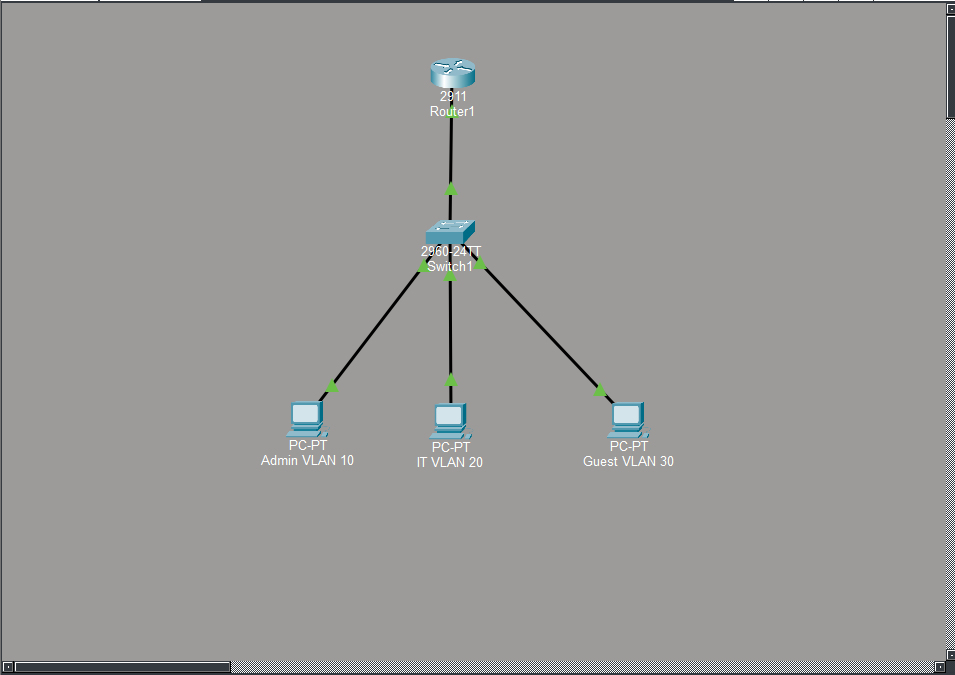 2911
Router1
2960-24TT
Switch1
PC-PT
Admin VLAN 10
PC-PT
IT VLAN 20
PC-PT
Guest VLAN 30